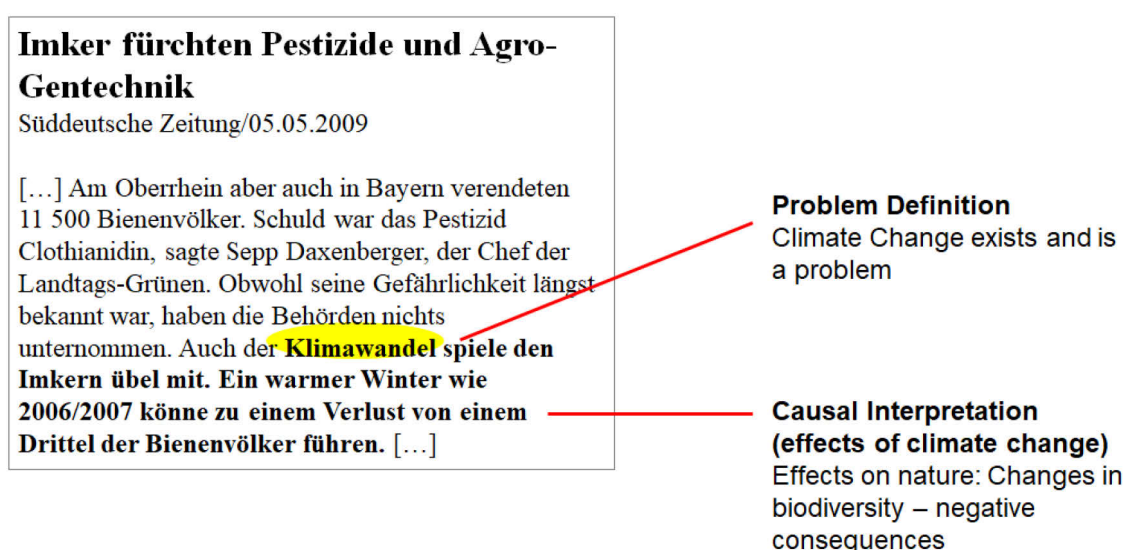 Imker fürchten Pestizide und Agro-
Gentechnik
Süddeutsche Zeitung/05.05.2009
[…] Am Oberrhein aber auch in Bayern verendeten
11 500 Bienenvölker. Schuld war das Pestizid
Clothianidin, sagte Sepp Daxenberger, der Chef der
Landtags-Grünen. Obwohl seine Gefährlichkeit längst
bekannt war, haben die Behörden nichts
unternommen. Auch der Klimawandel spiele den
Imkern übel mit. Ein warmer Winter wie
2006/2007 könne zu einem Verlust von einem
Drittel der Bienenvölker führen. […]
Problem Definition
Climate Change exists and is
a problem
Causal Interpretation
(effects of climate change)
Effects on nature: Changes in
biodiversity – negative
consequences